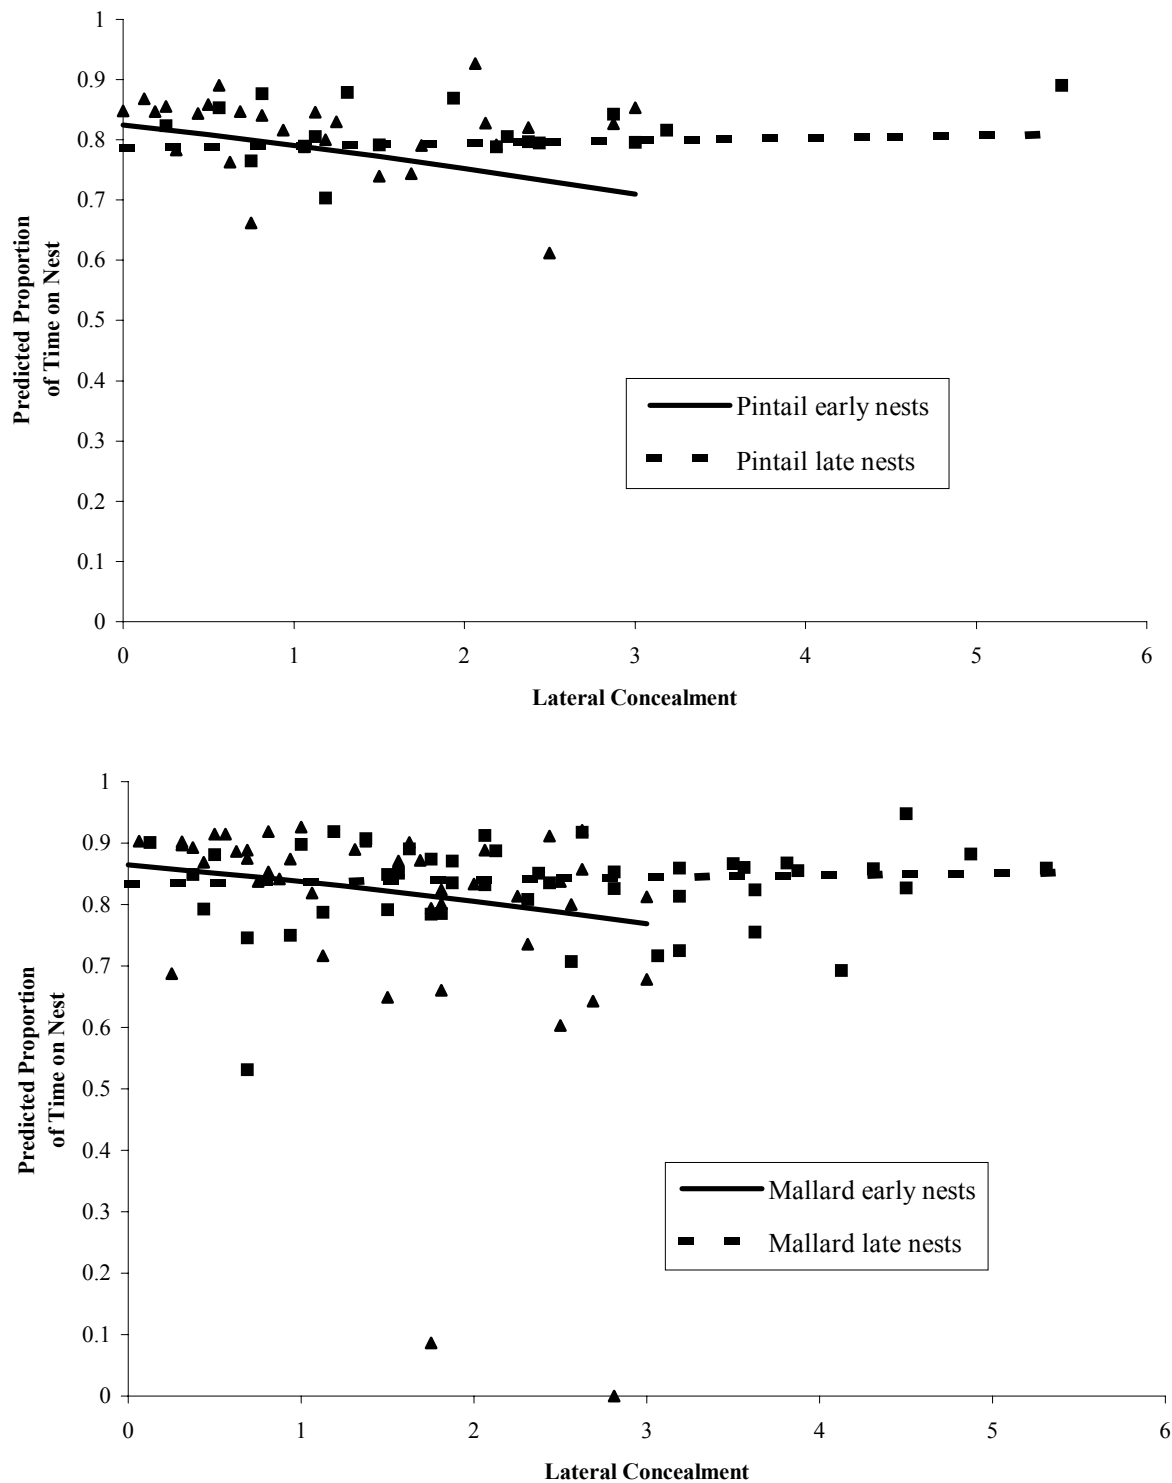 1
0.9
0.8
0.7
0.6
0.5
0.4
0.3
0.2
0.1
0
Predicted Proportion
of Time on Nest
Pintail early nests
Pintail late nests
0 1 2 3 4 5 6
Lateral Concealment
1
0.9
0.8
0.7
0.6
0.5
0.4
0.3
0.2
0.1
0
Predicted Proportion
of Time on Nest
Mallard early nests
Mallard late nests
0 1 2 3 4 5 6
Lateral Concealment